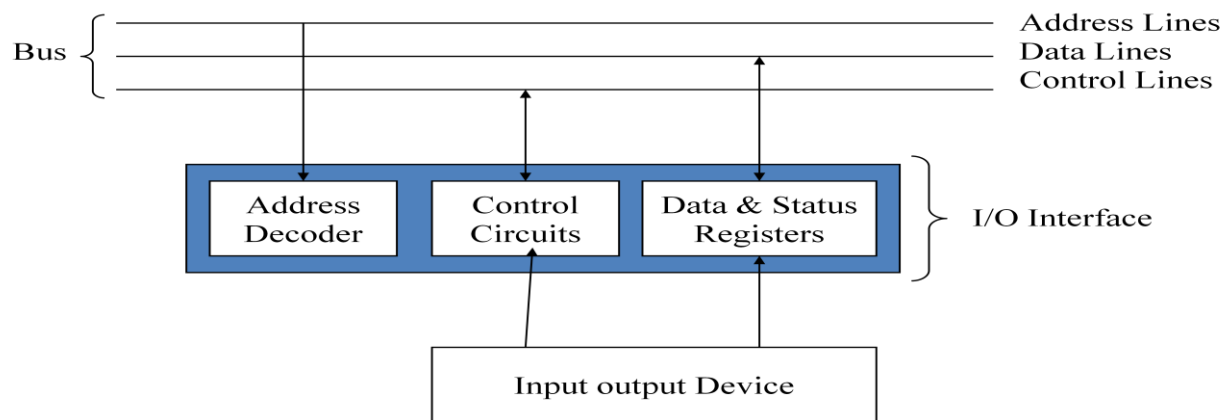 Bus
Address Lines
Data Lines
Control Lines
Address
Decoder
Control
Circuits
Data & Status
Registers
I/O Interface
Input output Device